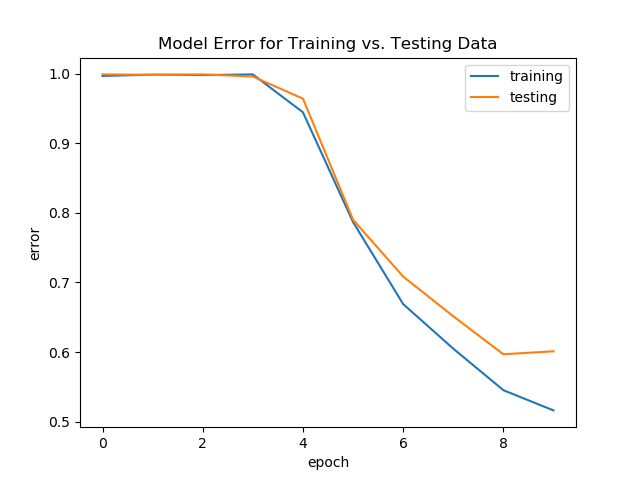 Model Error for Training vs. Testing Data
training
testing
error
1.0
0.9
0.8
0.7
0.6
0.5
0 2 4 6 8
epoch